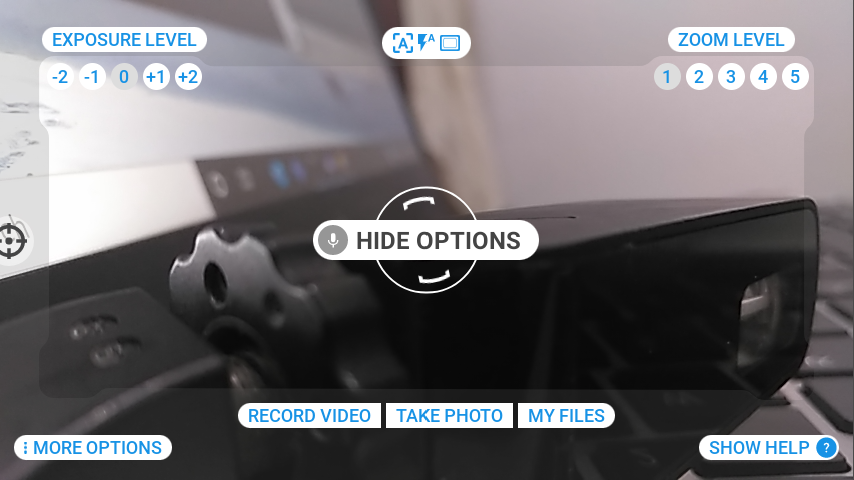 EXPOSURE LEVEL
A
A
ZOOM LEVEL
-2 -1 0 +1 +2
1 2 3 4 5
HIDE OPTIONS
RECORD VIDEO TAKE PHOTO MY FILES
MORE OPTIONS
SHOW HELP ?